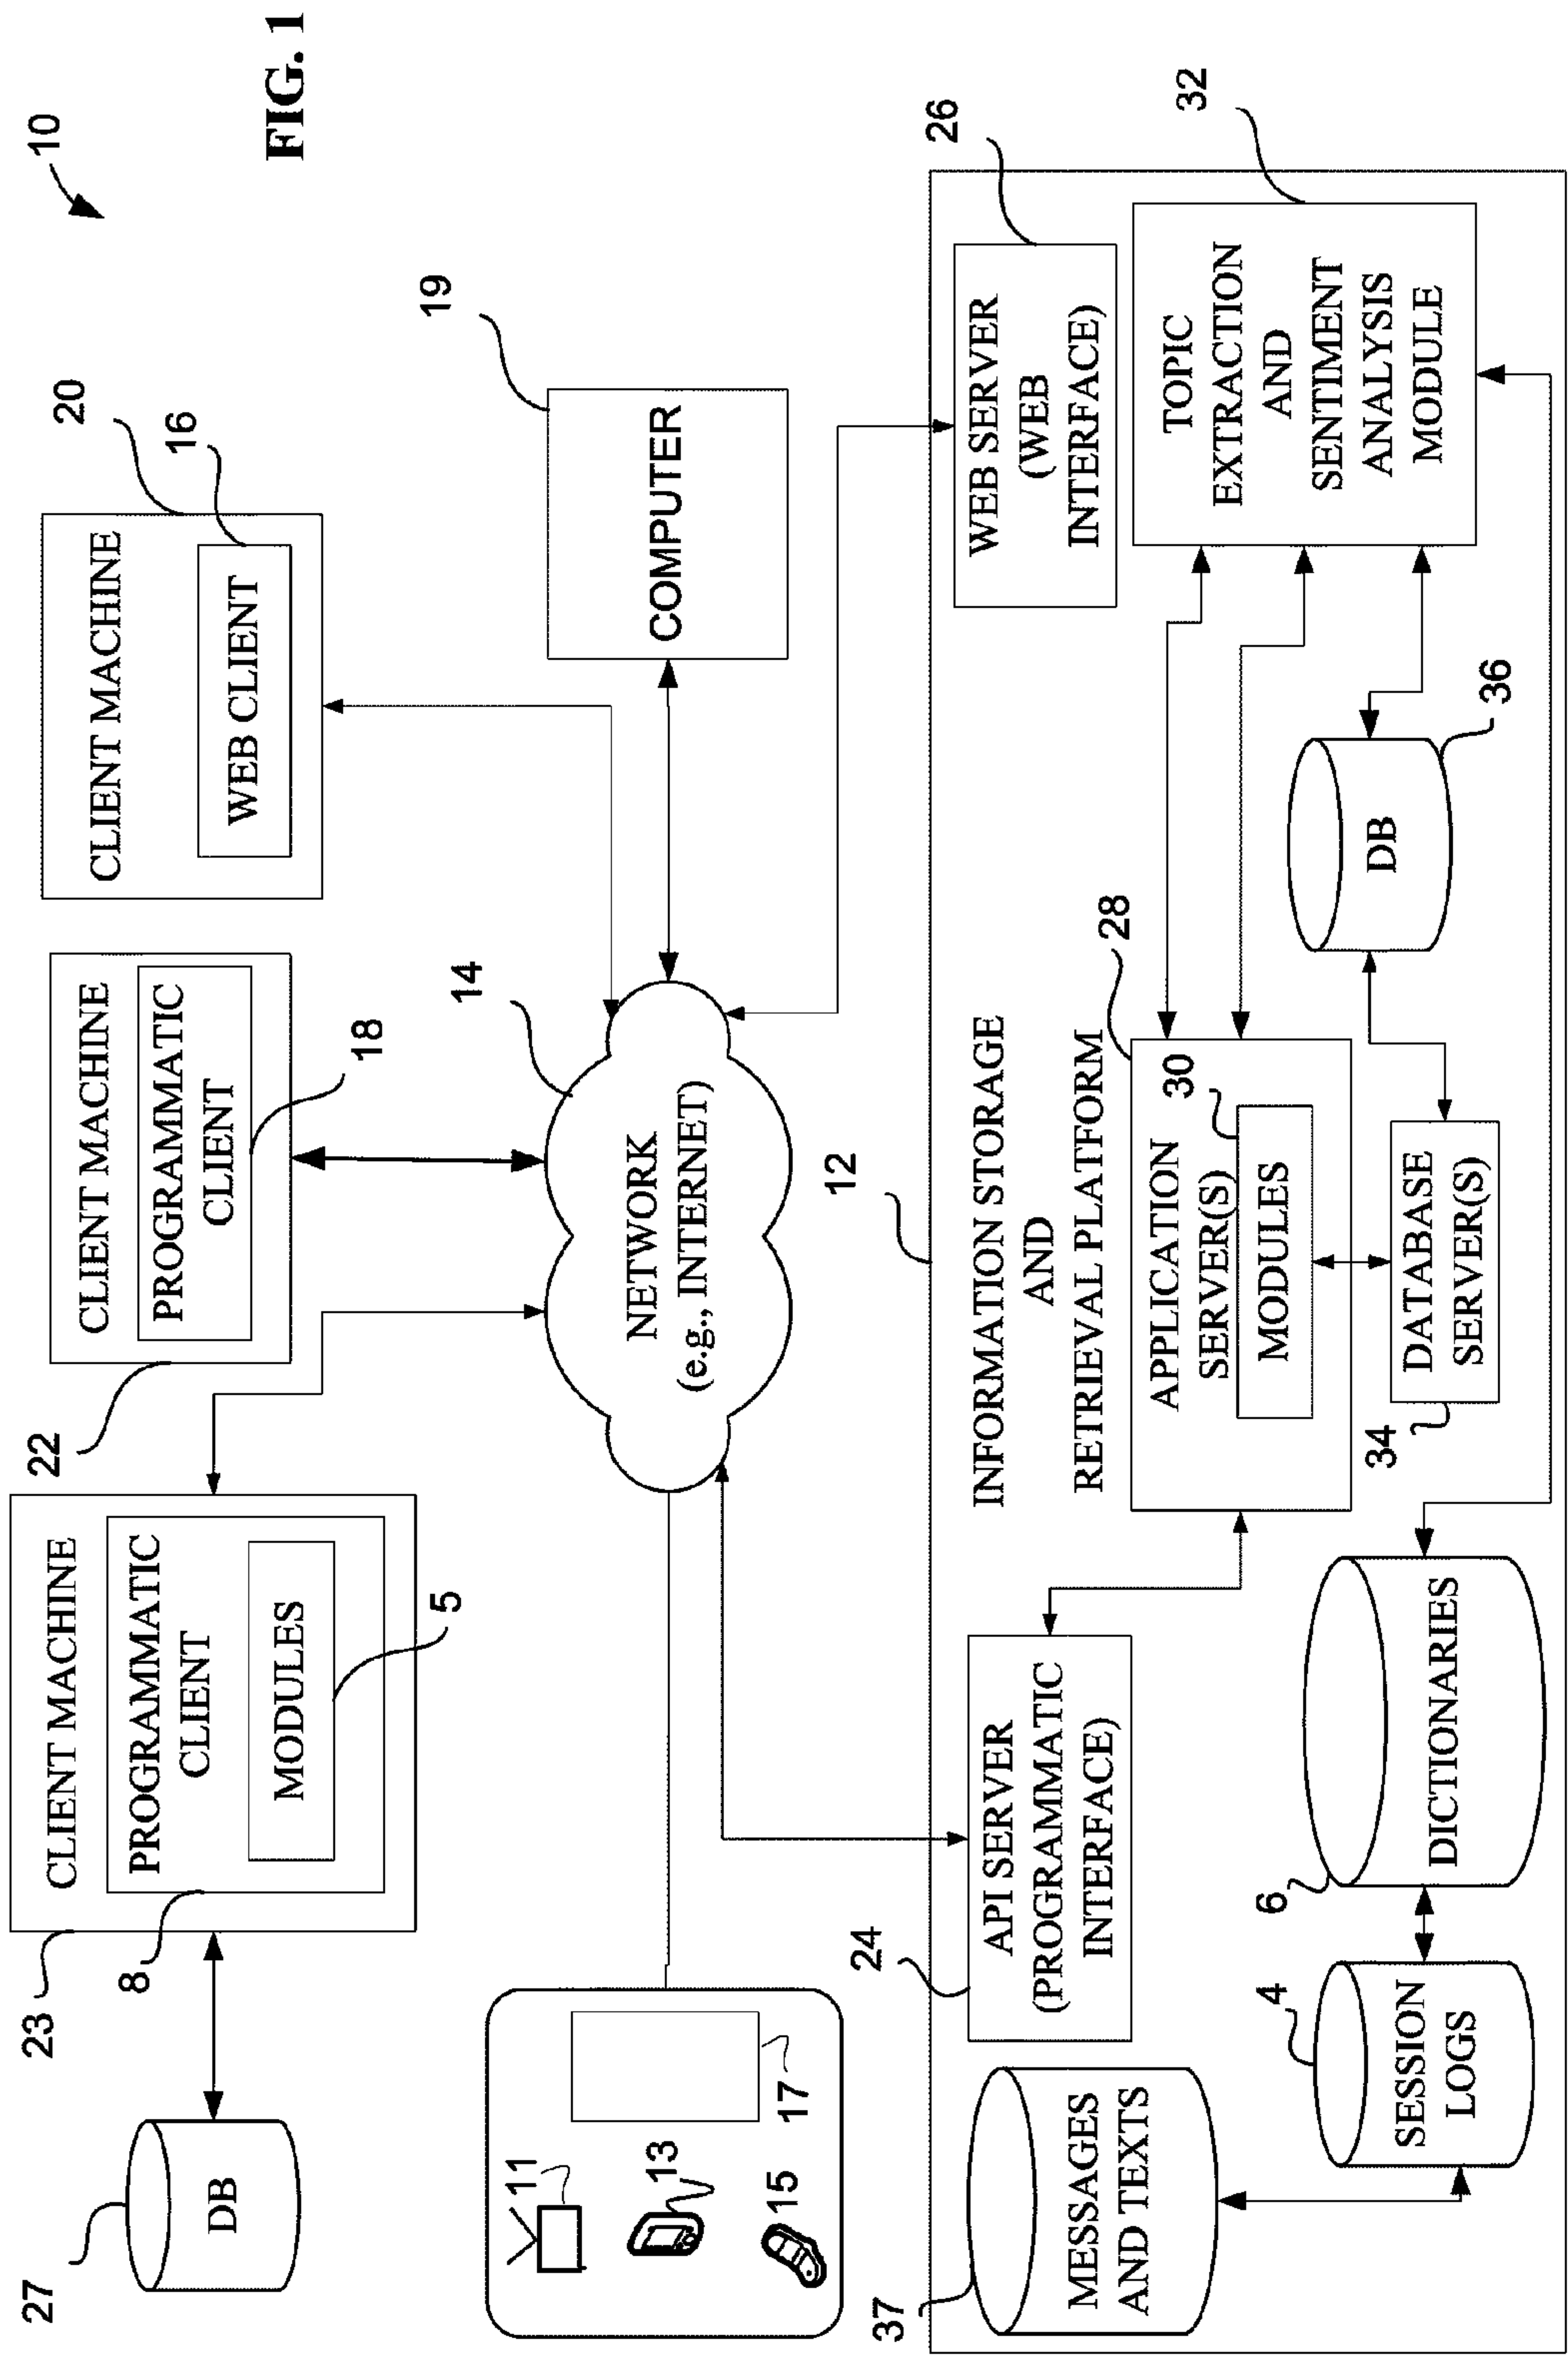 FIG. 1
10
27
DB
23
8
CLIENT MACHINE
PROGRAMMATIC
CLIENT
MODULES
5
22
CLIENT MACHINE
PROGRAMMATIC
CLIENT
18
20
CLIENT MACHINE
16
WEB CLIENT
11
13
15
17
14
NETWORK
(e.g., INTERNET)
19
COMPUTER
12
INFORMATION STORAGE
AND
RETRIEVAL PLATFORM
37
MESSAGES
AND TEXTS
24
API SERVER
(PROGRAMMATIC
INTERFACE)
26
WEB SERVER
(WEB
INTERFACE)
28
APPLICATION
SERVER(S)
30
MODULES
32
TOPIC
EXTRACTION
AND
SENTIMENT
ANALYSIS
MODULE
4
SESSION
LOGS
6
DICTIONARIES
34
DATABASE
SERVER(S)
36
DB